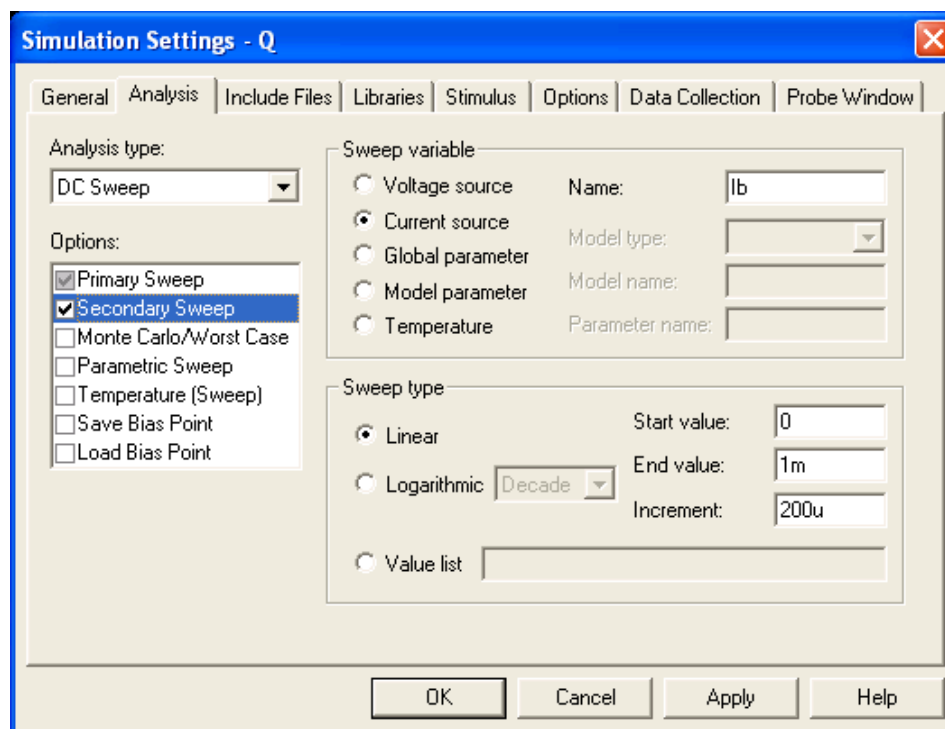 Simulation Settings - Q
General Analysis Include Files Libraries Stimulus Options Data Collection Probe Window
Analysis type:
DC Sweep
Options:
Primary Sweep
Secondary Sweep
Monte Carlo/Worst Case
Parametric Sweep
Temperature (Sweep)
Save Bias Point
Load Bias Point
Sweep variable
Voltage source
Current source
Global parameter
Model parameter
Temperature
Name: Ib
Model type:
Model name:
Parameter name:
Sweep type
Linear
Logarithmic Decade
Value list
Start value: 0
End value: 1m
Increment: 200u
OK Cancel Apply Help